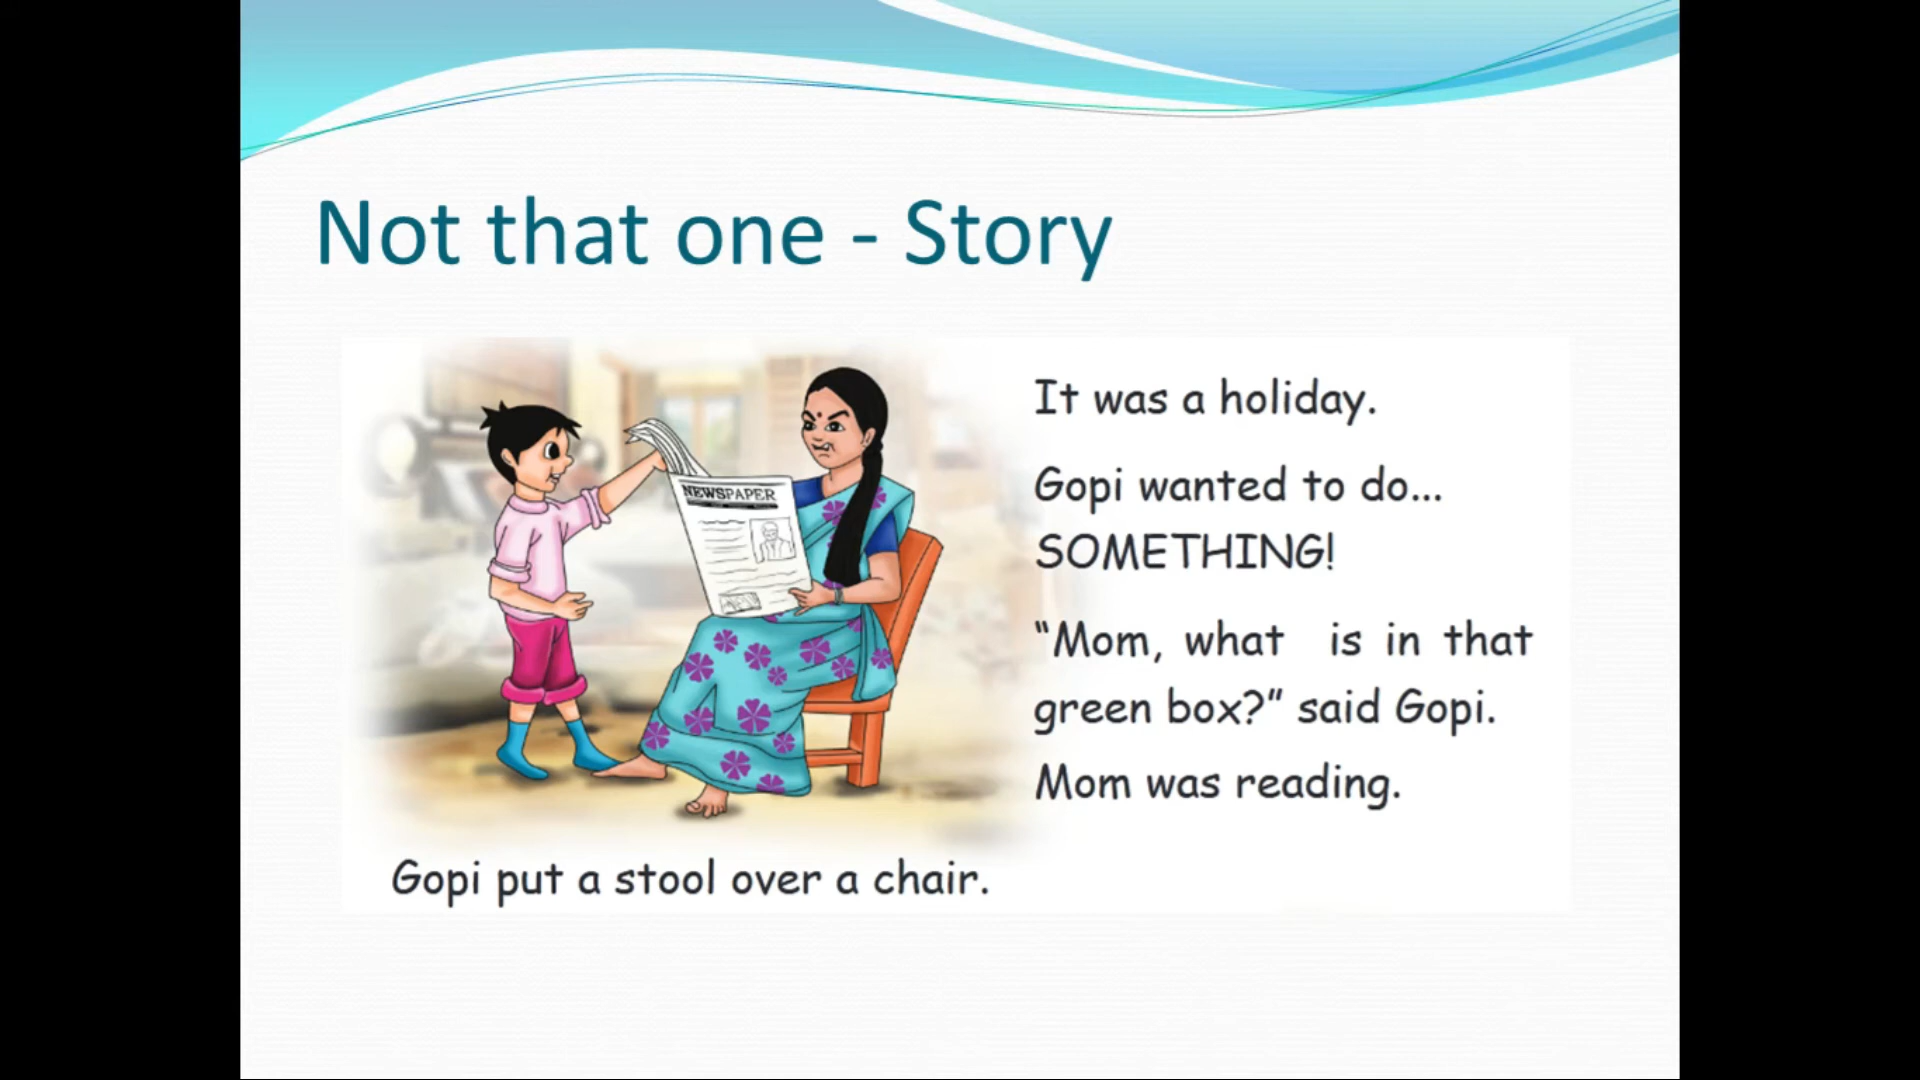 Not that one - Story
NEWSPAPER
It was a holiday.
Gopi wanted to do...
SOMETHING!
“Mom, what is in that
green box?” said Gopi.
Mom was reading.
Gopi put a stool over a chair.